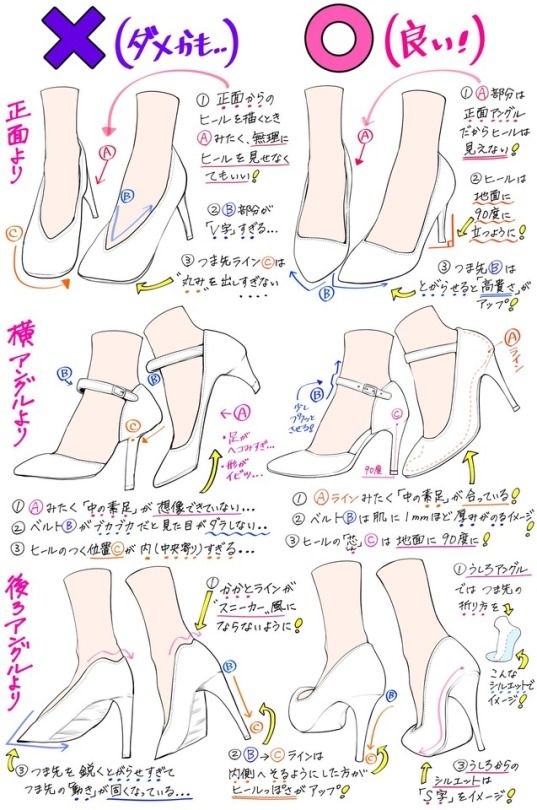 ✕(ダメかも..)
○(良い!)
正面より
① 正面からの
ヒールを描くとき
Ⓐみたく、無理に
ヒールを見せなく
てもいい!
Ⓐ
Ⓑ
② Ⓑ部分が
「V字」すぎる...
Ⓒ
③ つま先ラインⒸは
"丸み"を出しすぎない
....
① Ⓐ部分は
正面アングル
だからヒールは
見えない!
Ⓐ
② ヒールは
地面に
90度に
立つように!
③ つま先Ⓑは
とがらせると「高貴さ」が
アップ!
Ⓑ
横アングルより
Ⓑ
Ⓑ
Ⓒ
←Ⓐ
・足が
ヘコみすぎ...
・形が
イビツ...
① Ⓐみたく「中の素足」が想像できていない...
② ベルトⒷがブカブカだと見た目がダラしない..
③ ヒールのつく位置Ⓒが内(中央寄り)すぎる...
Ⓐ
ライン
Ⓑ
少し
プクッと
させる!
Ⓒ
90度
① Ⓐラインみたく「中の素足」が合っている!
② ベルトⒷは肌に1mmほど厚みがのるイメージ!
③ ヒールの「芯」Ⓒは地面に90度に!
後ろアングルより
① かかとラインが
"スニーカー"風に
ならないように!
Ⓑ
Ⓒ
② Ⓑ→Ⓒラインは
内側へそるようにした方が
ヒールっぽさがアップ!
③ つま先を鋭くとがらせすぎて
つま先の「動き」が固くなっている...
Ⓑ
Ⓒ
① うしろアングル
ではつま先の
折り方を
こんな
シルエットで
イメージ!
③ うしろからの
シルエットは
「S字」をイメージ!